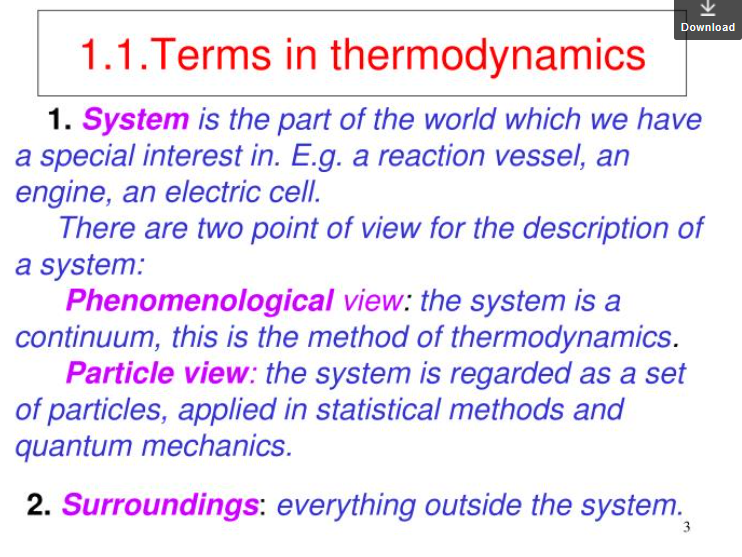 Download
1.1.Terms in thermodynamics
1. System is the part of the world which we have
a special interest in. E.g. a reaction vessel, an
engine, an electric cell.
There are two point of view for the description of
a system:
Phenomenological view: the system is a
continuum, this is the method of thermodynamics.
Particle view: the system is regarded as a set
of particles, applied in statistical methods and
quantum mechanics.
2. Surroundings: everything outside the system.
3